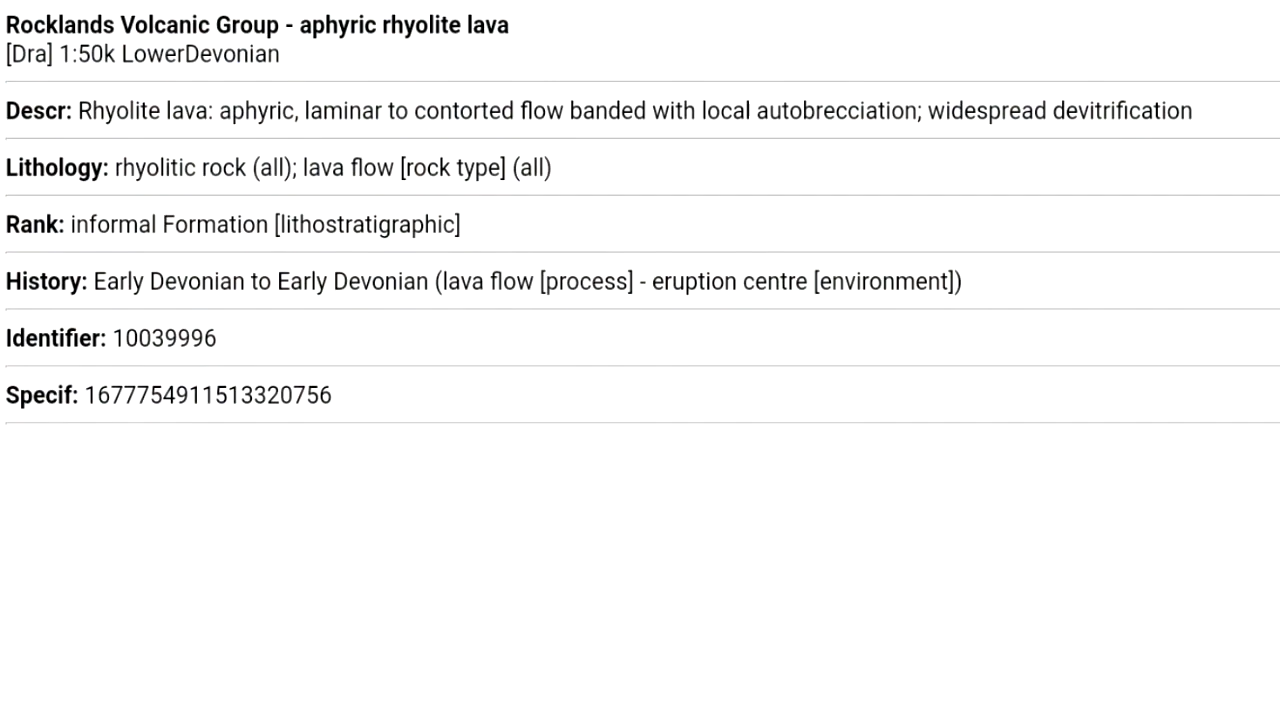 Rocklands Volcanic Group - aphyric rhyolite lava
[Dra] 1:50k LowerDevonian
Descr: Rhyolite lava: aphyric, laminar to contorted flow banded with local autobrecciation; widespread devitrification
Lithology: rhyolitic rock (all); lava flow [rock type] (all)
Rank: informal Formation [lithostratigraphic]
History: Early Devonian to Early Devonian (lava flow [process] - eruption centre [environment])
Identifier: 10039996
Specif: 1677754911513320756